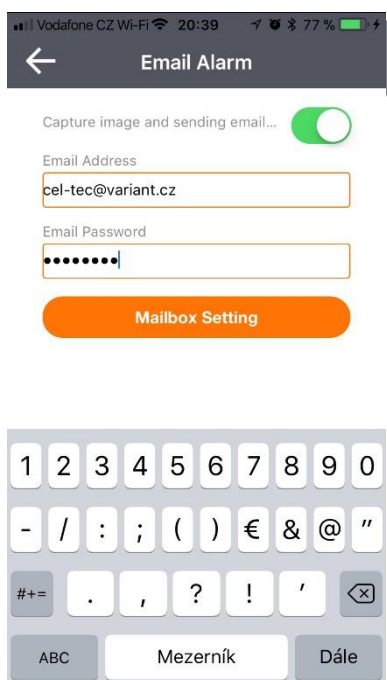 Vodafone CZ Wi-Fi 20:39 77 %
Email Alarm
Capture image and sending email...
Email Address
cel-tec@variant.cz
Email Password
••••••••
Mailbox Setting
1 2 3 4 5 6 7 8 9 0
- / : ; ( ) € & @ "
#+= . , ? ! '
ABC Mezerník Dále